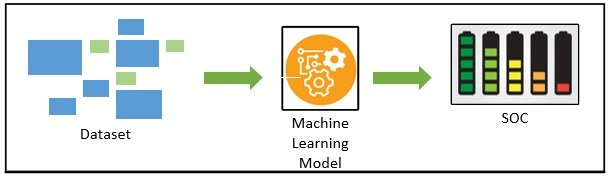 Dataset
Machine
Learning
Model
SOC